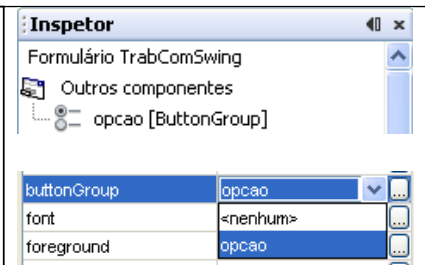 Inspetor
Formulário TrabComSwing
Outros componentes
opcao [ButtonGroup]
buttonGroup opcao ...
font <nenhum> ...
foreground opcao ...